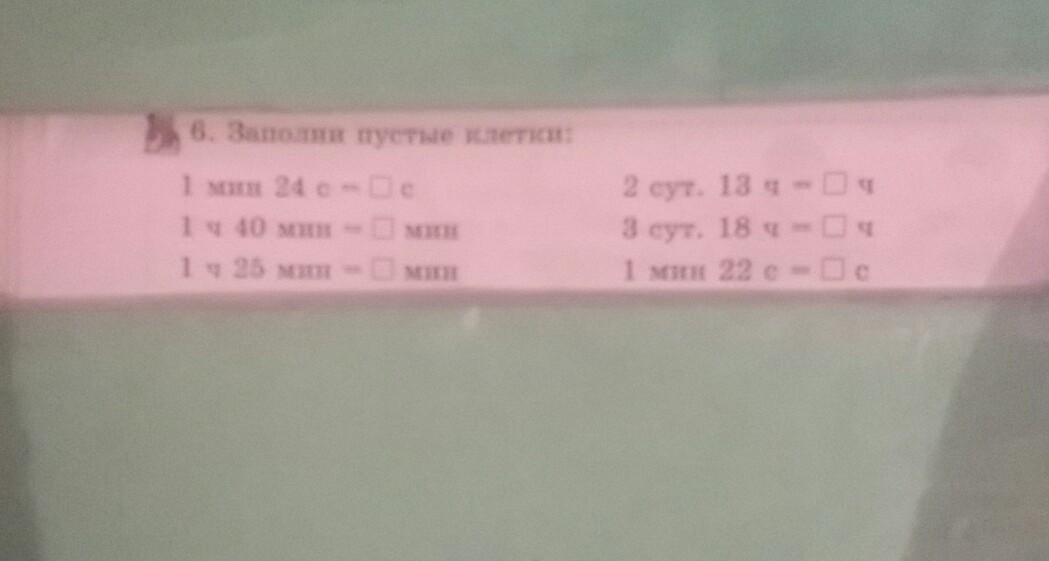 6. Заполни пустые клетки:
1 мин 24 с = □ с
1 ч 40 мин = □ мин
1 ч 25 мин = □ мин
2 сут. 13 ч = □ ч
3 сут. 18 ч = □ ч
1 мин 22 с = □ с